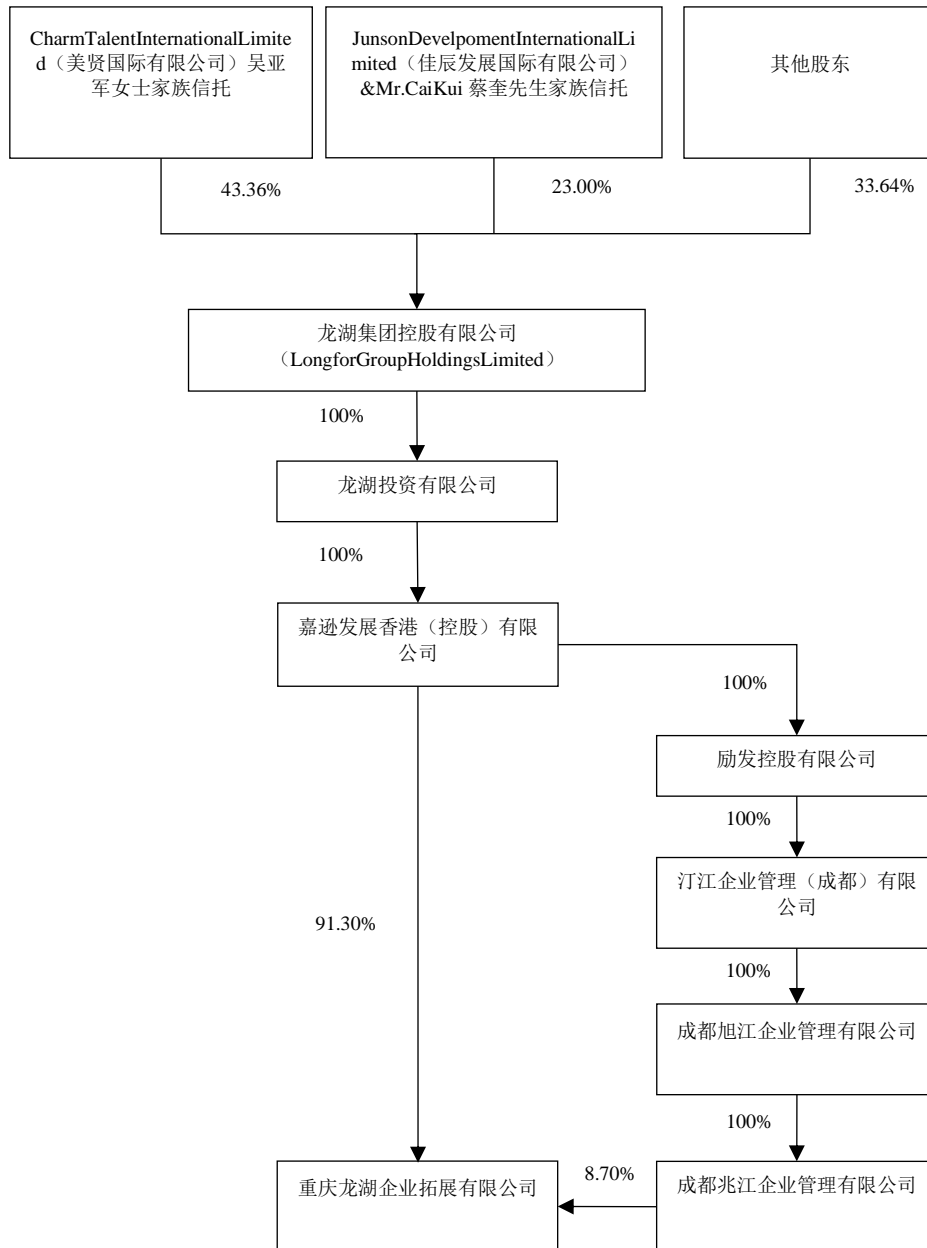 CharmTalentInternationalLimite
d（美贤国际有限公司）吴亚
军女士家族信托
JunsonDevelpomentInternationalLi
mited（佳辰发展国际有限公司）
&Mr.CaiKui 蔡奎先生家族信托
其他股东
43.36%
23.00%
33.64%
龙湖集团控股有限公司
（LongforGroupHoldingsLimited）
100%
龙湖投资有限公司
100%
嘉逊发展香港（控股）有限
公司
100%
励发控股有限公司
100%
汀江企业管理（成都）有限
公司
91.30%
100%
成都旭江企业管理有限公司
100%
重庆龙湖企业拓展有限公司
8.70%
成都兆江企业管理有限公司